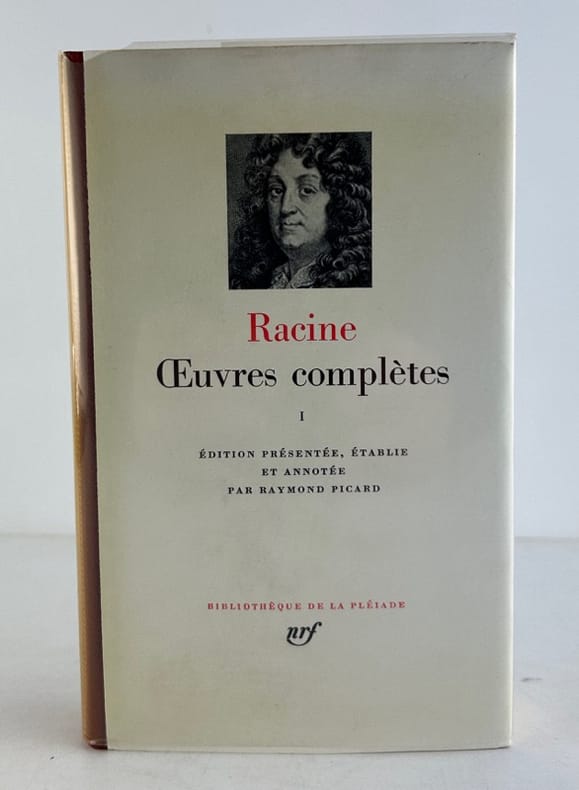 Racine
Œuvres complètes
I
ÉDITION PRÉSENTÉE, ÉTABLIE
ET ANNOTÉE
PAR RAYMOND PICARD
BIBLIOTHÈQUE DE LA PLÉIADE
nrf